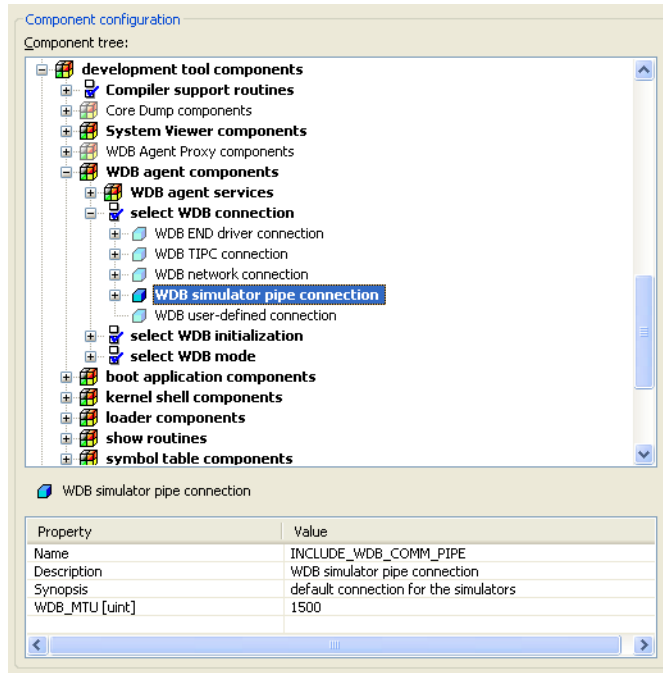 Component configuration
Component tree:
development tool components
Compiler support routines
Core Dump components
System Viewer components
WDB Agent Proxy components
WDB agent components
WDB agent services
select WDB connection
WDB END driver connection
WDB TIPC connection
WDB network connection
WDB simulator pipe connection
WDB user-defined connection
select WDB initialization
select WDB mode
boot application components
kernel shell components
loader components
show routines
symbol table components
WDB simulator pipe connection
Property Value
Name INCLUDE_WDB_COMM_PIPE
Description WDB simulator pipe connection
Synopsis default connection for the simulators
WDB_MTU [uint] 1500